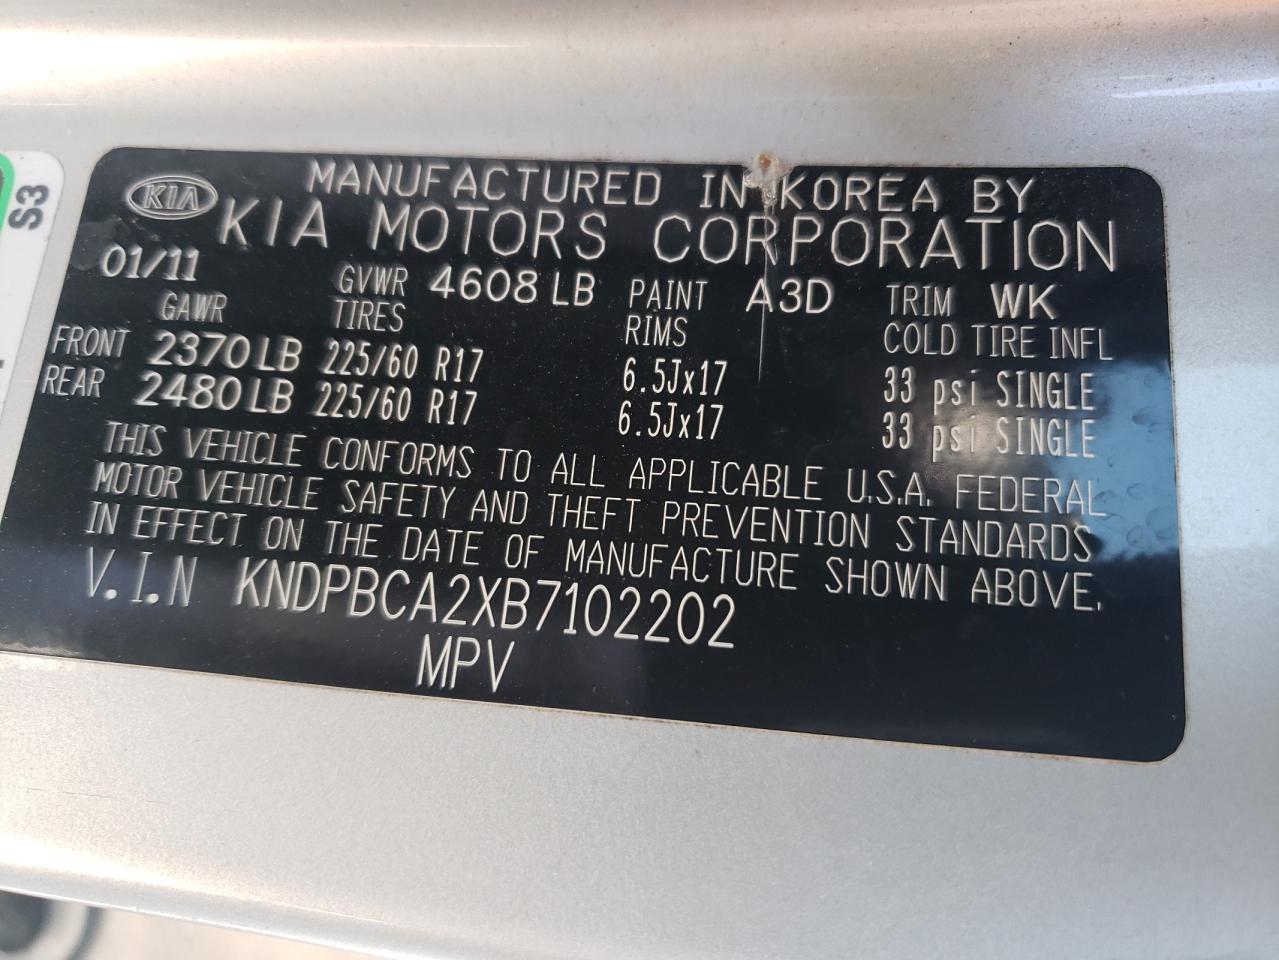 S3
KIA
MANUFACTURED IN KOREA BY
KIA MOTORS CORPORATION
01/11 GVWR 4608 LB PAINT A3D TRIM WK
GAWR TIRES RIMS COLD TIRE INFL
FRONT 2370 LB 225/60 R17 6.5Jx17 33 psi SINGLE
REAR 2480 LB 225/60 R17 6.5Jx17 33 psi SINGLE
THIS VEHICLE CONFORMS TO ALL APPLICABLE U.S.A. FEDERAL
MOTOR VEHICLE SAFETY AND THEFT PREVENTION STANDARDS
IN EFFECT ON THE DATE OF MANUFACTURE SHOWN ABOVE.
V.I.N KNDPBCA2XB7102202
MPV